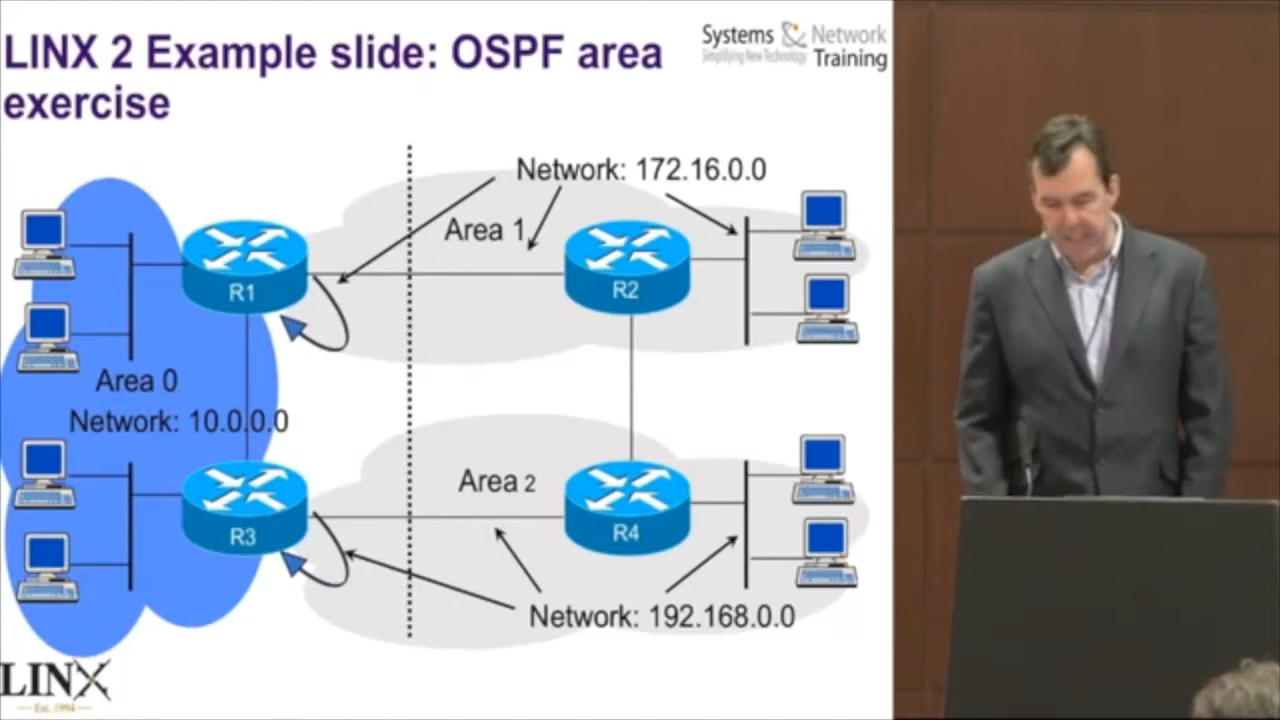 LINX 2 Example slide: OSPF area
exercise
Systems & Network
Simplifying New Technology
Training
Network: 172.16.0.0
Area 1
R1
R2
Area 0
Network: 10.0.0.0
Area 2
R3
R4
Network: 192.168.0.0
LINX
Est. 1994